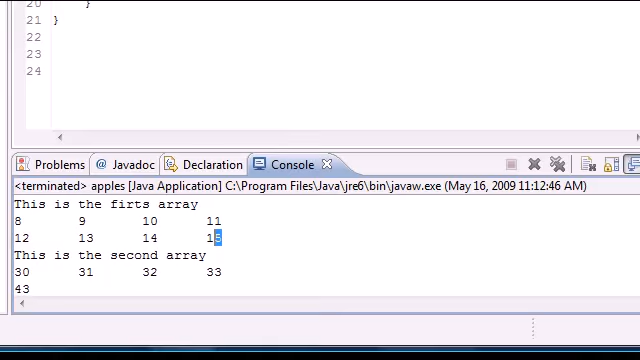 20 }
21 }
22
23
24
Problems @ Javadoc Declaration Console
<terminated> apples [Java Application] C:\Program Files\Java\jre6\bin\javaw.exe (May 16, 2009 11:12:46 AM)
This is the firts array
8 9 10 11
12 13 14 15
This is the second array
30 31 32 33
43